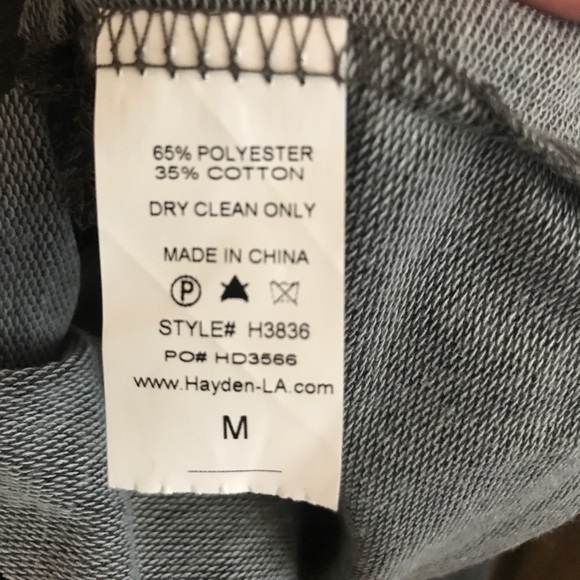 65% POLYESTER
35% COTTON
DRY CLEAN ONLY
MADE IN CHINA
P
STYLE# H3836
PO# HD3566
www.Hayden-LA.com
M